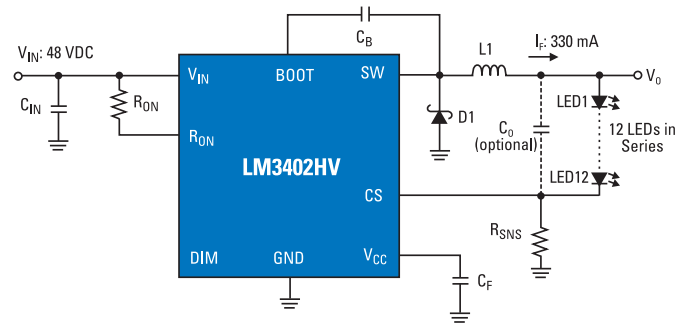 V_IN: 48 VDC
C_B
L1
I_F: 330 mA
V_IN
BOOT
SW
V_O
C_IN
R_ON
D1
LED1
R_ON
C_O
(optional)
12 LEDs in
Series
LM3402HV
CS
LED12
R_SNS
DIM
GND
V_CC
C_F